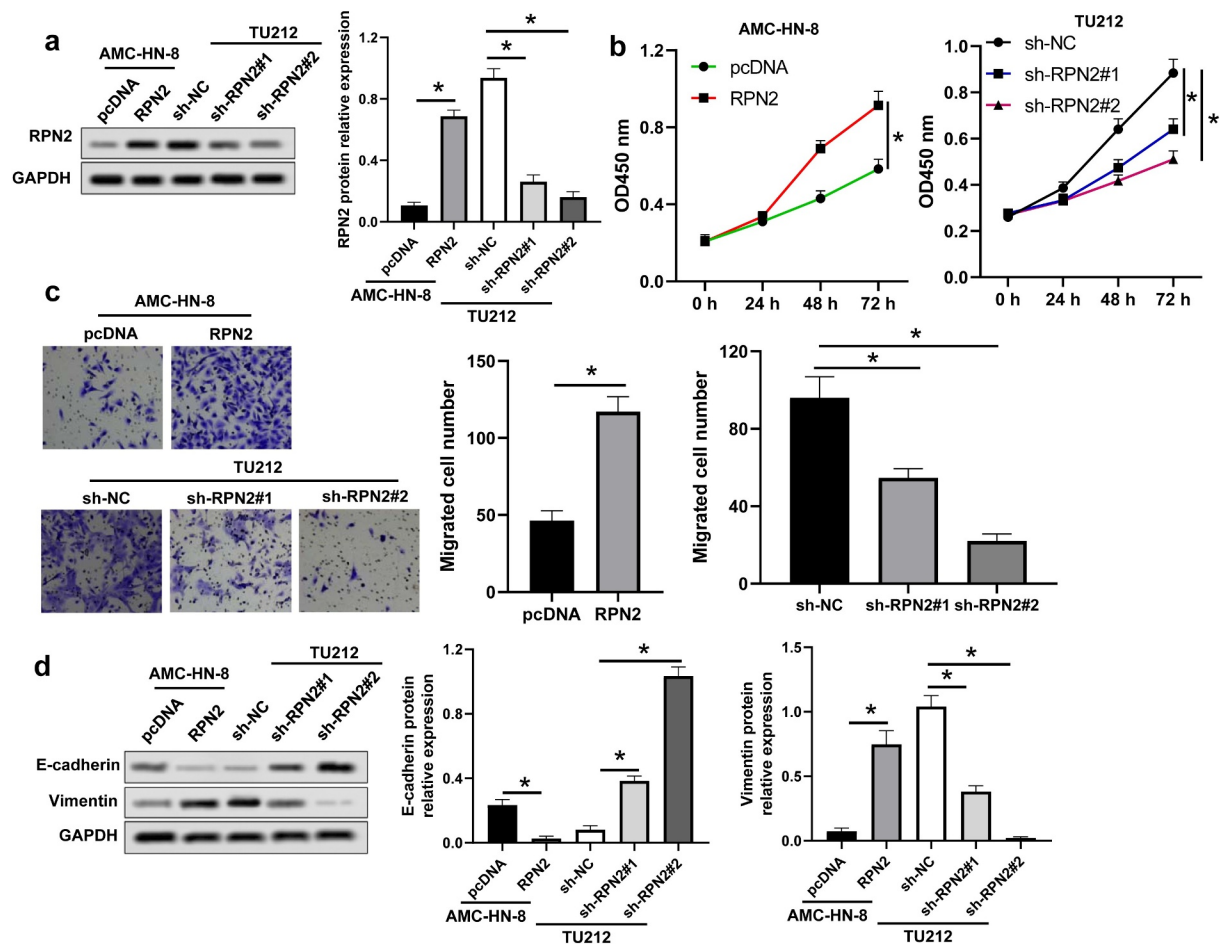 a
AMC-HN-8
TU212
pcDNA
RPN2
sh-NC
sh-RPN2#1
sh-RPN2#2
RPN2
GAPDH
RPN2 protein relative expression
1.2
0.9
0.6
0.3
0.0
*
*
*
pcDNA
RPN2
sh-NC
sh-RPN2#1
sh-RPN2#2
AMC-HN-8
TU212
b
AMC-HN-8
pcDNA
RPN2
OD450 nm
1.2
0.8
0.4
0.0
0 h
24 h
48 h
72 h
*
TU212
sh-NC
sh-RPN2#1
sh-RPN2#2
OD450 nm
1.0
0.8
0.6
0.4
0.2
0.0
0 h
24 h
48 h
72 h
*
*
c
AMC-HN-8
pcDNA
RPN2
TU212
sh-NC
sh-RPN2#1
sh-RPN2#2
Migrated cell number
150
100
50
0
*
pcDNA
RPN2
Migrated cell number
120
80
40
0
*
*
sh-NC
sh-RPN2#1
sh-RPN2#2
d
AMC-HN-8
TU212
pcDNA
RPN2
sh-NC
sh-RPN2#1
sh-RPN2#2
E-cadherin
Vimentin
GAPDH
E-cadherin protein
relative expression
1.2
0.8
0.4
0.0
*
*
*
pcDNA
RPN2
sh-NC
sh-RPN2#1
sh-RPN2#2
AMC-HN-8
TU212
Vimentin protein
relative expression
1.5
1.0
0.5
0.0
*
*
*
pcDNA
RPN2
sh-NC
sh-RPN2#1
sh-RPN2#2
AMC-HN-8
TU212